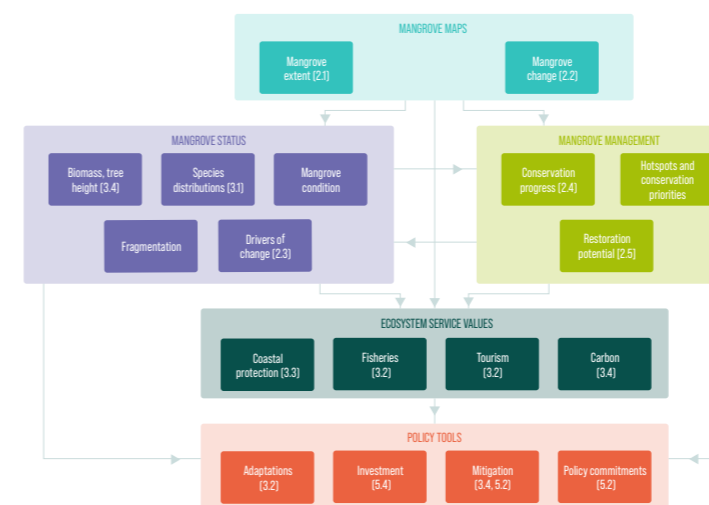 MANGROVE MAPS
Mangrove
extent (2.1)
Mangrove
change (2.2)
MANGROVE STATUS
Biomass, tree
height (3.4)
Species
distributions (3.1)
Mangrove
condition
Fragmentation
Drivers of
change (2.3)
MANGROVE MANAGEMENT
Conservation
progress (2.4)
Hotspots and
conservation
priorities
Restoration
potential (2.5)
ECOSYSTEM SERVICE VALUES
Coastal
protection (3.3)
Fisheries
(3.2)
Tourism
(3.2)
Carbon
(3.4)
POLICY TOOLS
Adaptations
(3.2)
Investment
(5.4)
Mitigation
(3.4, 5.2)
Policy commitments
(5.2)